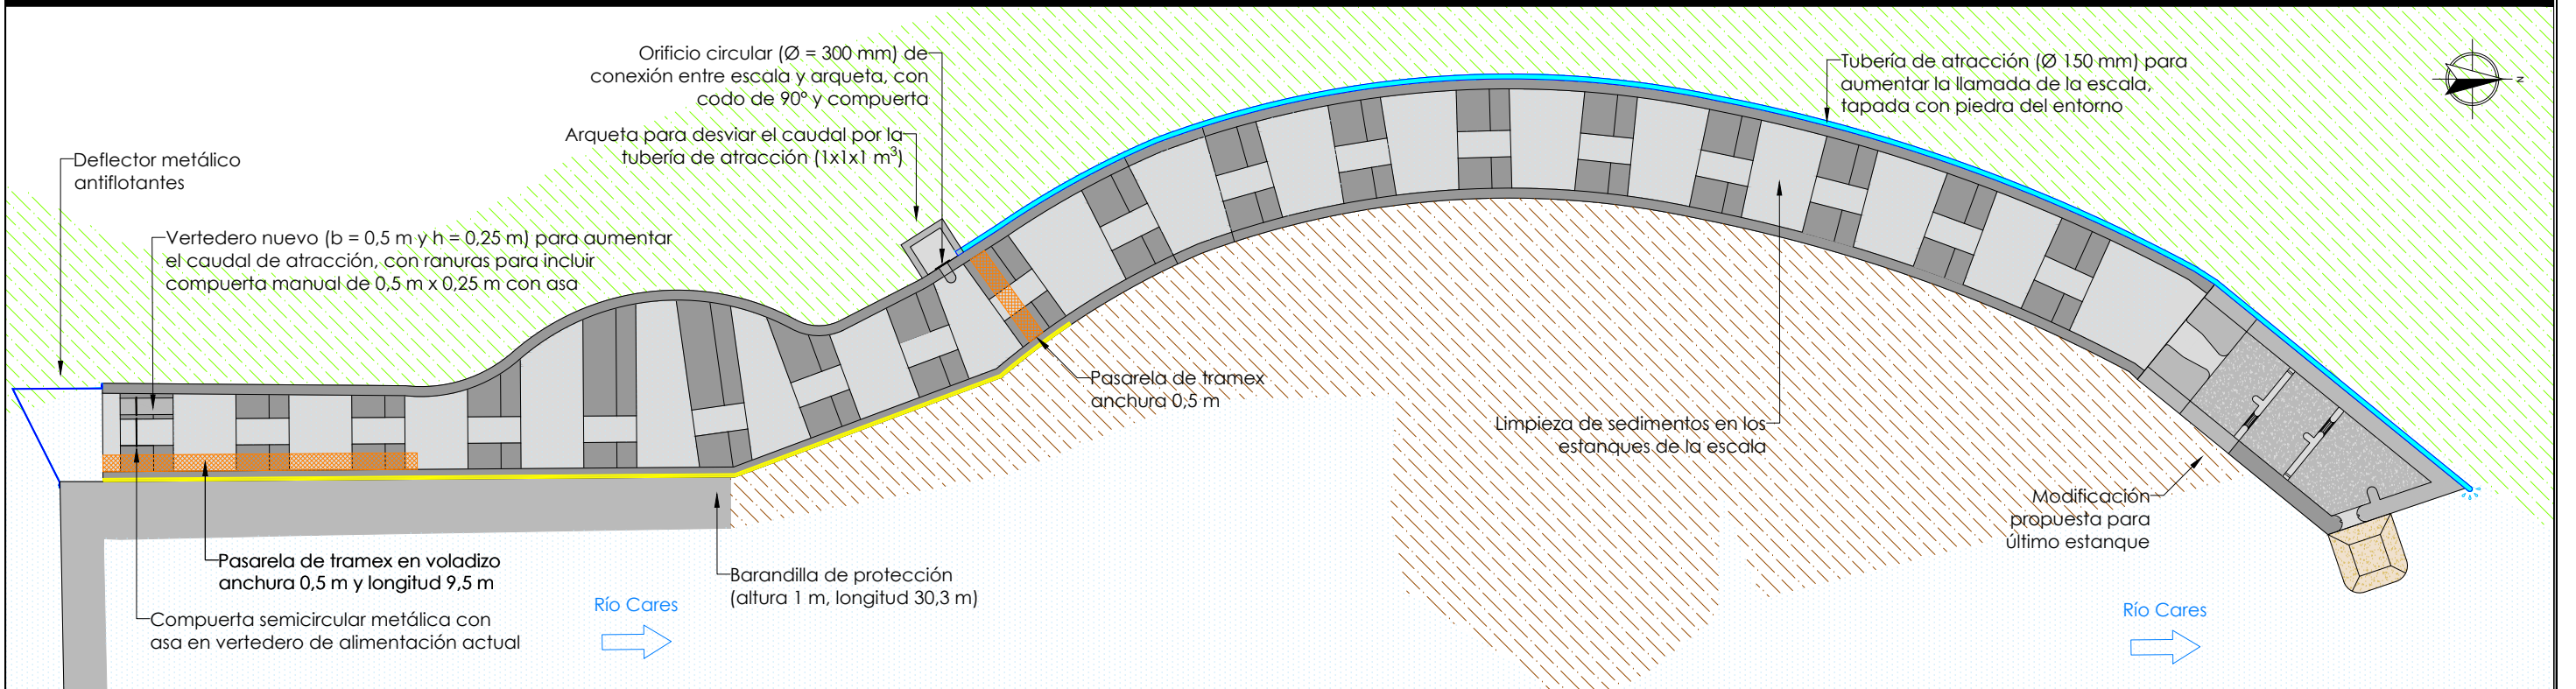 Orificio circular (Ø = 300 mm) de
conexión entre escala y arqueta, con
codo de 90º y compuerta
Tubería de atracción (Ø 150 mm) para
aumentar la llamada de la escala,
tapada con piedra del entorno
N
Arqueta para desviar el caudal por la
tubería de atracción (1x1x1 m³)
Deflector metálico
antiflotantes
Vertedero nuevo (b = 0,5 m y h = 0,25 m) para aumentar
el caudal de atracción, con ranuras para incluir
compuerta manual de 0,5 m x 0,25 m con asa
Pasarela de tramex
anchura 0,5 m
Limpieza de sedimentos en los
estanques de la escala
Modificación
propuesta para
último estanque
Pasarela de tramex en voladizo
anchura 0,5 m y longitud 9,5 m
Barandilla de protección
(altura 1 m, longitud 30,3 m)
Compuerta semicircular metálica con
asa en vertedero de alimentación actual
Río Cares
Río Cares